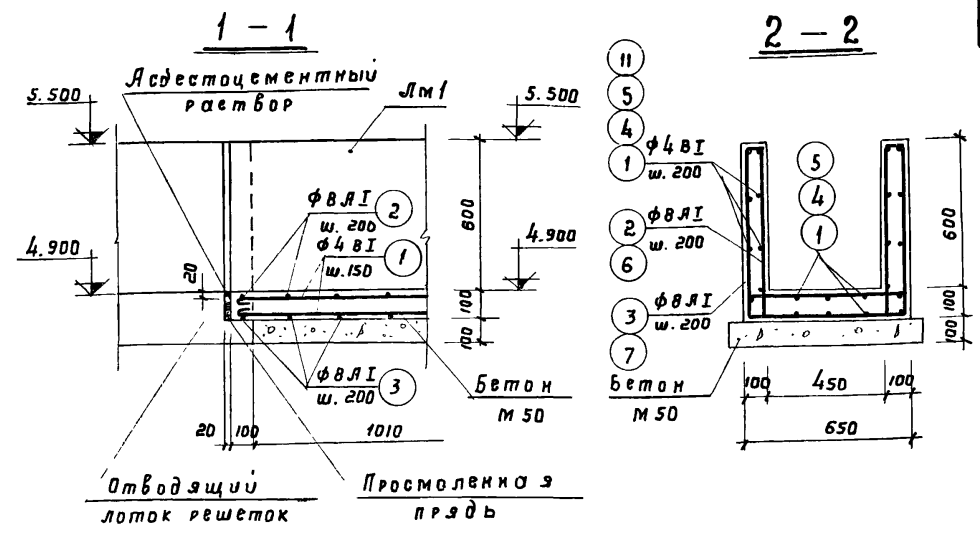 1 – 1
Асбестоцементный
раствор
5.500
Лм1
5.500
600
ф8АI
ш. 200
2
ф4ВI
ш.150
1
4.900
4.900
20
100
100
ф8АI
ш. 200
3
Бетон
М50
20
100
1010
Отводящий
лоток решеток
Просмоленная
прядь
2 – 2
11
5
4
1
ф4ВI
ш. 200
5
4
1
2
6
ф8АI
ш. 200
3
7
ф8АI
ш. 200
600
100
100
Бетон
М50
100
450
100
650